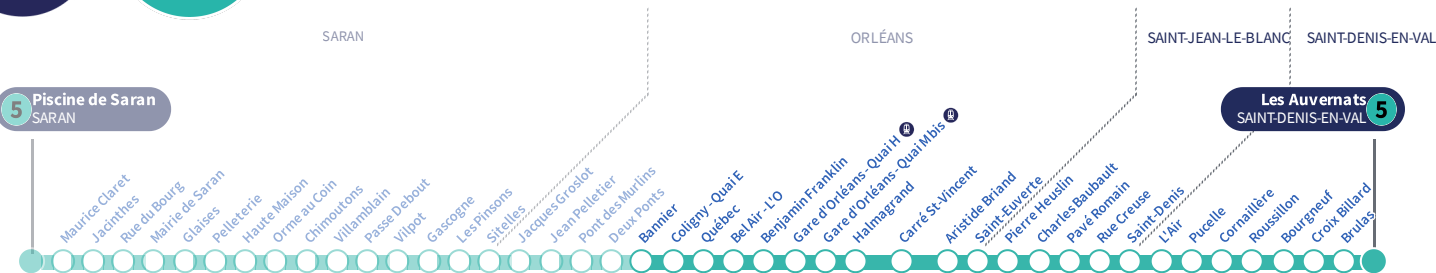 SARAN
ORLÉANS
SAINT-JEAN-LE-BLANC
SAINT-DENIS-EN-VAL
5
Piscine de Saran
SARAN
Les Auvernats
SAINT-DENIS-EN-VAL
5
Maurice Claret
Jacinthes
Rue du Bourg
Mairie de Saran
Glaises
Pelleterie
Haute Maison
Orme au Coin
Chimoutons
Villamblain
Passe Debout
Vilpot
Gascogne
Les Pinsons
Sitelles
Jacques Groslot
Jean Pelletier
Pont des Murlins
Deux Ponts
Bannier
Coligny - Quai E
Québec
Bel Air - L'O
Benjamin Franklin
Gare d'Orléans - Quai H
Gare d'Orléans - Quai Mbis
Halmagrand
Carré St-Vincent
Aristide Briand
Saint-Euverte
Pierre Heuslin
Charles Baubault
Pavé Romain
Rue Creuse
Saint-Denis
L'Air
Pucelle
Cornaillère
Roussillon
Bourgneuf
Croix Billard
Brulas